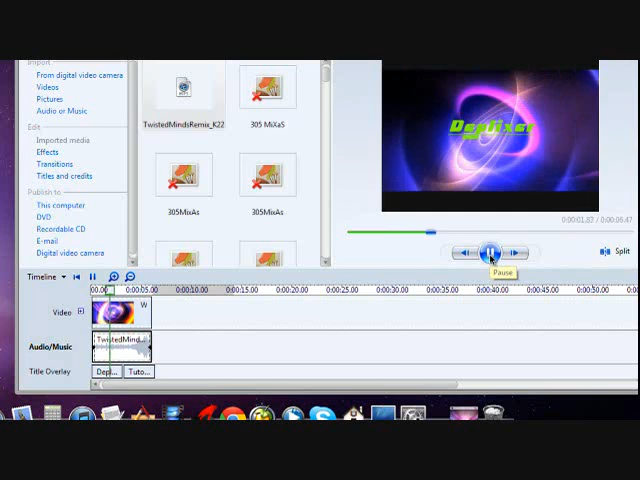 Import
From digital video camera
Videos
Pictures
Audio or Music
Edit
Imported media
Effects
Transitions
Titles and credits
Publish to
This computer
DVD
Recordable CD
E-mail
Digital video camera
TwistedMindsRemix_K22
305 MiXaS
305MixAs
305MixAs
Deplixer
0:00:01.83 / 0:00:06.47
Split
Pause
Timeline
00.00 0:00:05.00 0:00:10.00 0:00:15.00 0:00:20.00 0:00:25.00 0:00:30.00 0:00:35.00 0:00:40.00 0:00:45.00 0:00:50.00 0:00
Video
W
Audio/Music
TwistedMind...
Title Overlay
Depl...
Tuto...